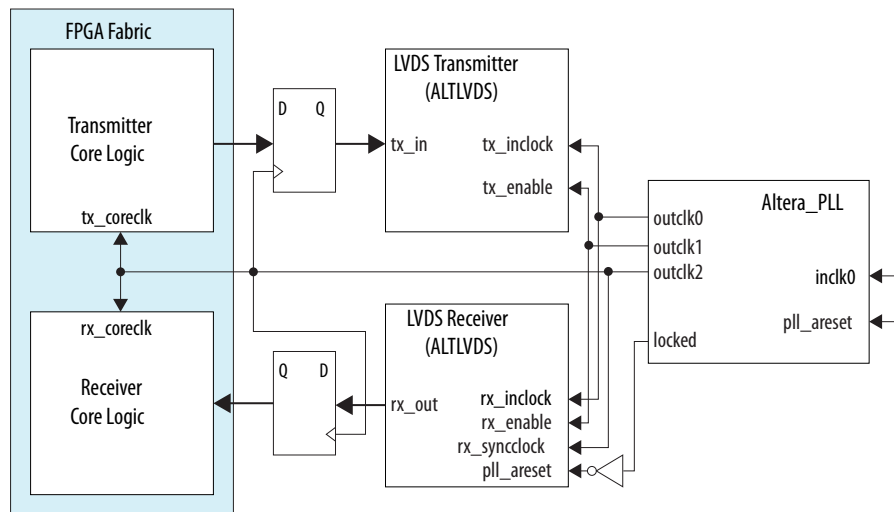 FPGA Fabric
Transmitter
Core Logic
tx_coreclk
D Q
LVDS Transmitter
(ALTLVDS)
tx_in
tx_inclock
tx_enable
Altera_PLL
outclk0
outclk1
outclk2
inclk0
pll_areset
locked
rx_coreclk
Receiver
Core Logic
Q D
LVDS Receiver
(ALTLVDS)
rx_out
rx_inclock
rx_enable
rx_syncclock
pll_areset